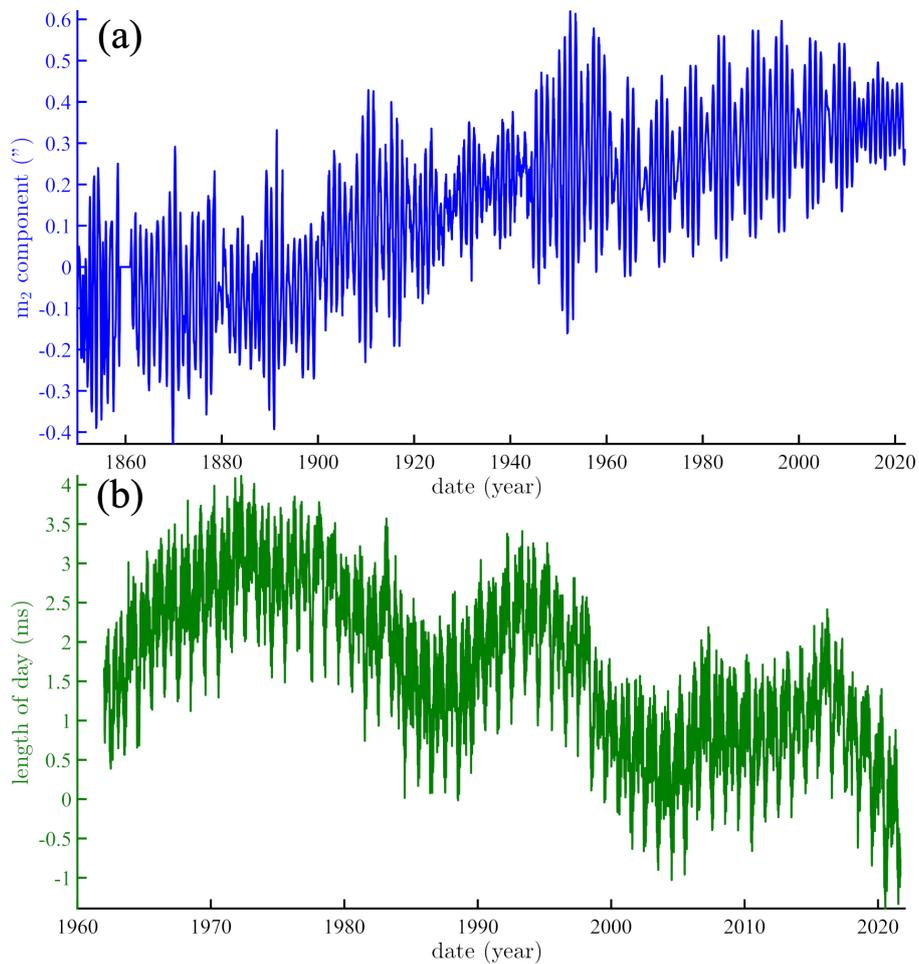 (a)
m₂ component (")
0.6
0.5
0.4
0.3
0.2
0.1
0
-0.1
-0.2
-0.3
-0.4
1860 1880 1900 1920 1940 1960 1980 2000 2020
date (year)
(b)
length of day (ms)
4
3.5
3
2.5
2
1.5
1
0.5
0
-0.5
-1
1960 1970 1980 1990 2000 2010 2020
date (year)